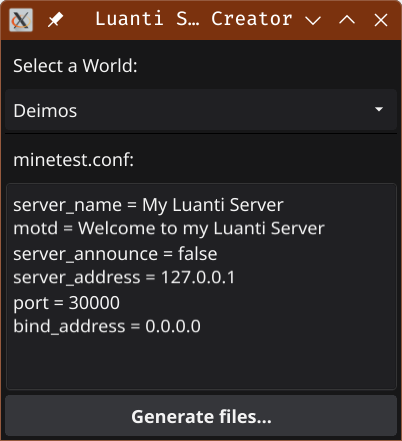 Luanti S... Creator
Select a World:
Deimos
minetest.conf:
server_name = My Luanti Server
motd = Welcome to my Luanti Server
server_announce = false
server_address = 127.0.0.1
port = 30000
bind_address = 0.0.0.0
Generate files...